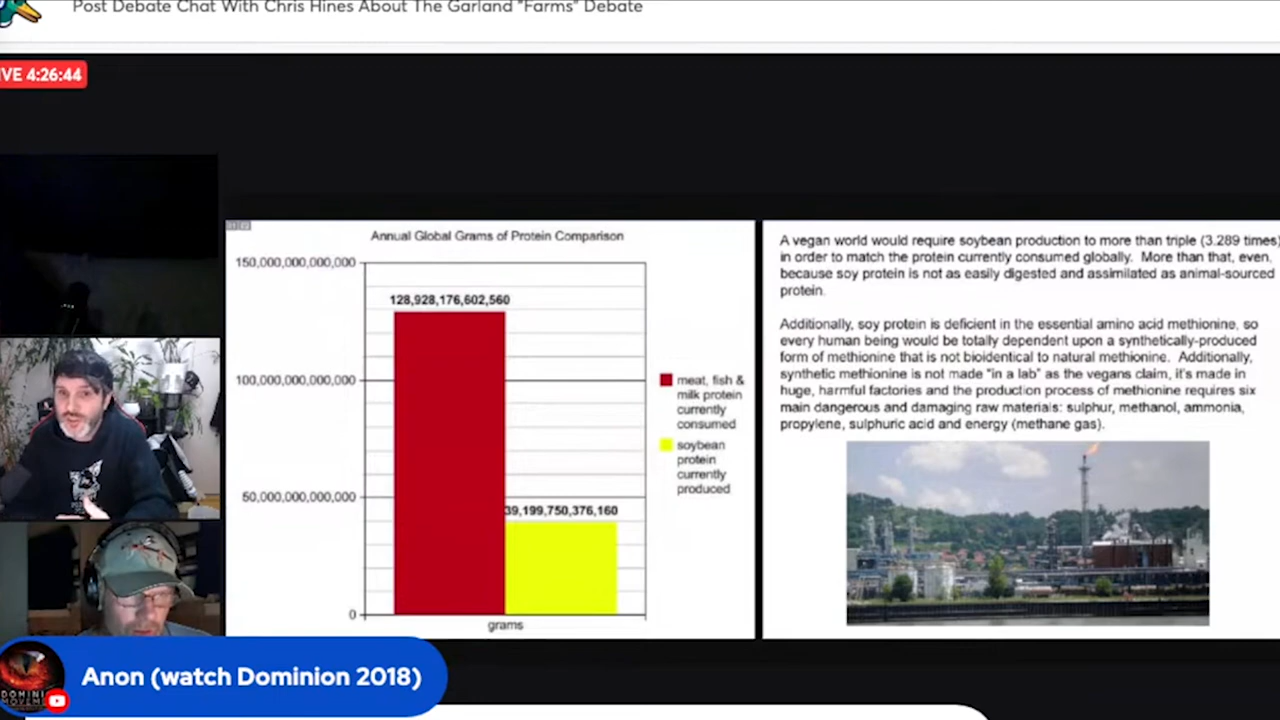 Post Debate Chat With Chris Hines About The Garland "Farms" Debate
IVE 4:26:44
Annual Global Grams of Protein Comparison
150,000,000,000,000
128,928,176,602,560
100,000,000,000,000
50,000,000,000,000
39,199,750,376,160
0
grams
meat, fish &
milk protein
currently
consumed
soybean
protein
currently
produced
A vegan world would require soybean production to more than triple (3.289 times)
in order to match the protein currently consumed globally. More than that, even,
because soy protein is not as easily digested and assimilated as animal-sourced
protein.
Additionally, soy protein is deficient in the essential amino acid methionine, so
every human being would be totally dependent upon a synthetically-produced
form of methionine that is not bioidentical to natural methionine. Additionally,
synthetic methionine is not made "in a lab" as the vegans claim, it's made in
huge, harmful factories and the production process of methionine requires six
main dangerous and damaging raw materials: sulphur, methanol, ammonia,
propylene, sulphuric acid and energy (methane gas).
DOMINI
MOVEM
Anon (watch Dominion 2018)